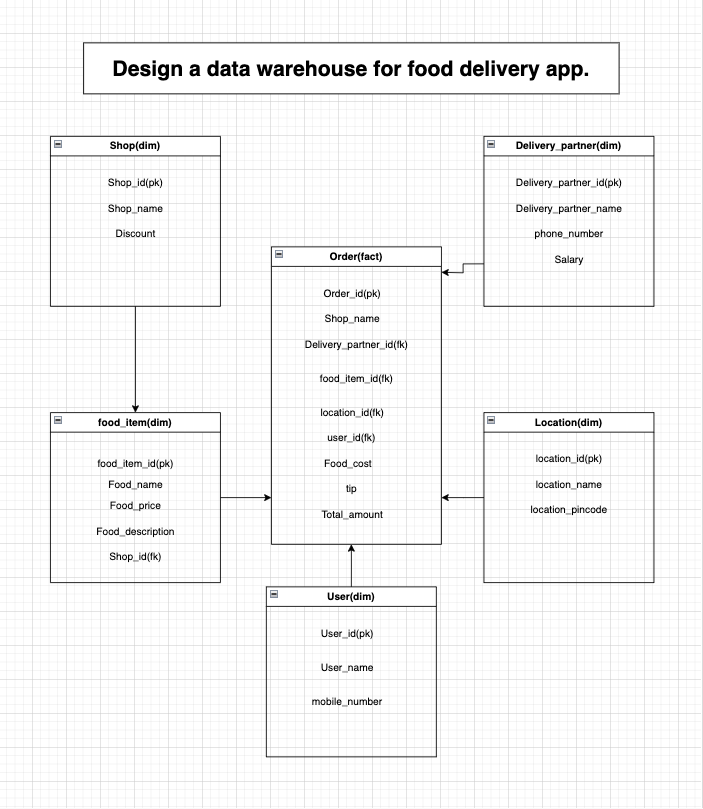 Design a data warehouse for food delivery app.
Shop(dim)
Shop_id(pk)
Shop_name
Discount
Delivery_partner(dim)
Delivery_partner_id(pk)
Delivery_partner_name
phone_number
Salary
Order(fact)
Order_id(pk)
Shop_name
Delivery_partner_id(fk)
food_item_id(fk)
location_id(fk)
user_id(fk)
Food_cost
tip
Total_amount
food_item(dim)
food_item_id(pk)
Food_name
Food_price
Food_description
Shop_id(fk)
Location(dim)
location_id(pk)
location_name
location_pincode
User(dim)
User_id(pk)
User_name
mobile_number